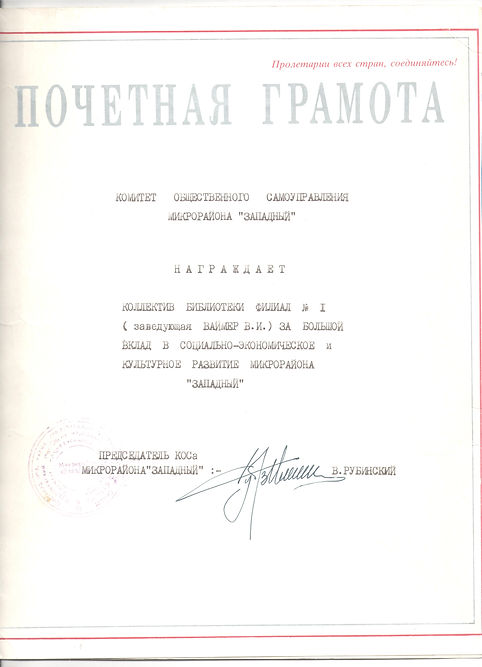 Пролетарии всех стран, соединяйтесь!
ПОЧЕТНАЯ ГРАМОТА
КОМИТЕТ ОБЩЕСТВЕННОГО САМОУПРАВЛЕНИЯ
МИКРОРАЙОНА "ЗАПАДНЫЙ"
НАГРАЖДАЕТ
КОЛЛЕКТИВ БИБЛИОТЕКИ ФИЛИАЛ № I
( заведующая ВАЙМЕР В.И.) ЗА БОЛЬШОЙ
ВКЛАД В СОЦИАЛЬНО-ЭКОНОМИЧЕСКОЕ и
КУЛЬТУРНОЕ РАЗВИТИЕ МИКРОРАЙОНА
"ЗАПАДНЫЙ"
ПРЕДСЕДАТЕЛЬ КОСа
МИКРОРАЙОНА"ЗАПАДНЫЙ" :- В.РУБИНСКИЙ